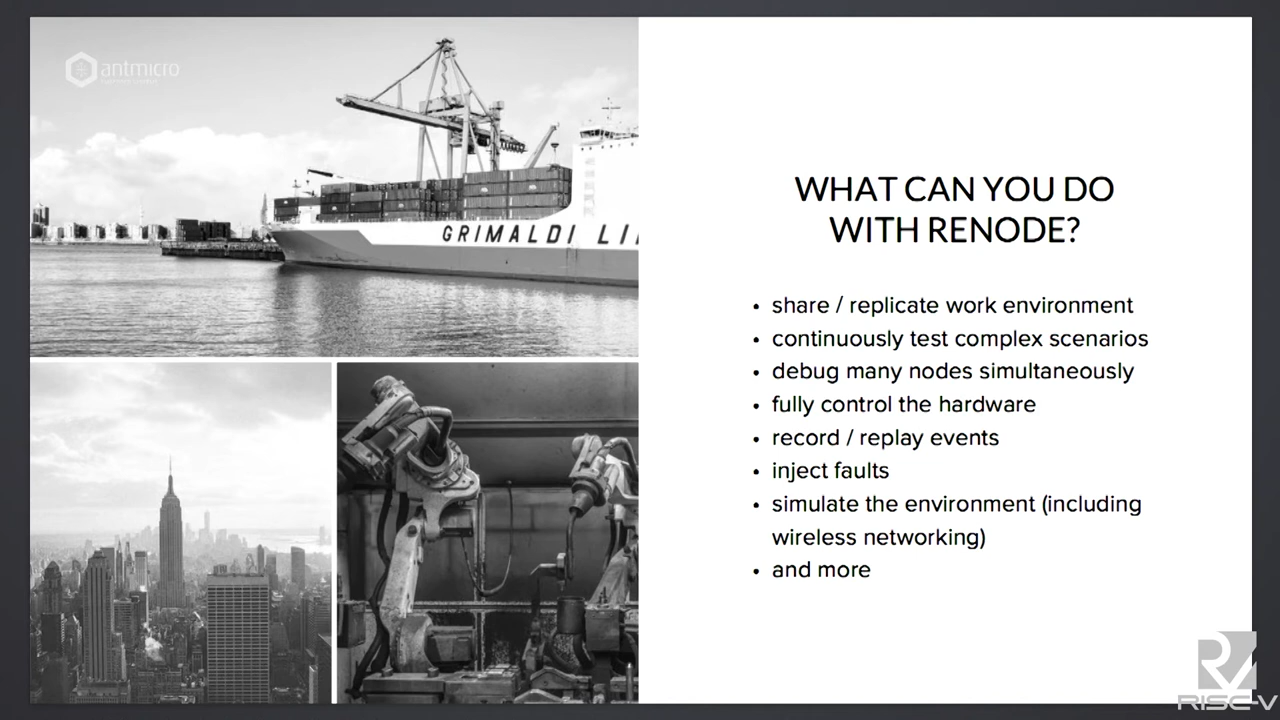 antmicro
GRIMALDI LI
WHAT CAN YOU DO
WITH RENODE?
• share / replicate work environment
• continuously test complex scenarios
• debug many nodes simultaneously
• fully control the hardware
• record / replay events
• inject faults
• simulate the environment (including
wireless networking)
• and more
RISC-V